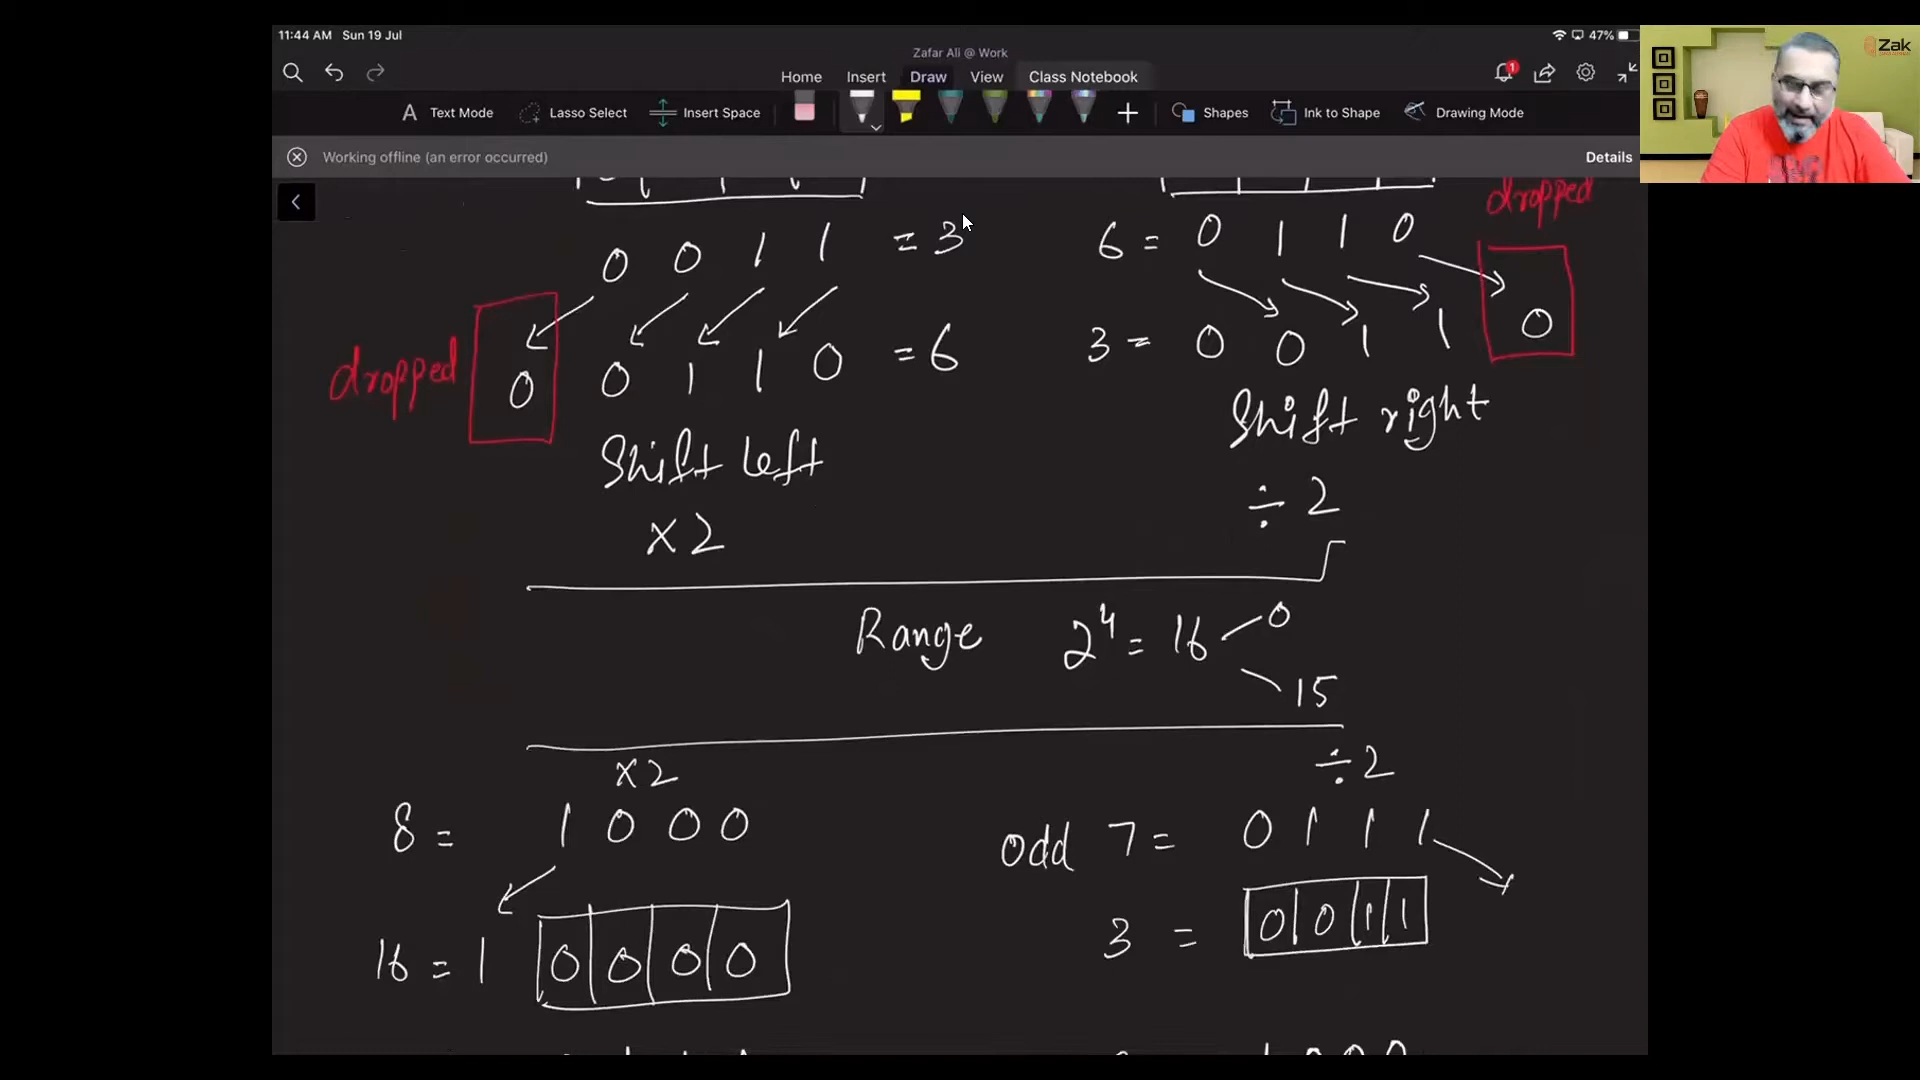 11:44 AM Sun 19 Jul
47%
Zafar Ali @ Work
Home Insert Draw View Class Notebook
1
Text Mode Lasso Select Insert Space Shapes Ink to Shape Drawing Mode
Working offline (an error occurred) Details
Zak
dropped
0 0 1 1 = 3
6 = 0 1 1 0
dropped 0 0 1 1 0 = 6
3 = 0 0 1 1 0
Shift left
Shift right
x2
÷ 2
Range 2⁴ = 16 0
15
x2
÷2
8 = 1 0 0 0
odd 7 = 0 1 1 1
16 = 1 0 0 0 0
3 = 0 0 1 1